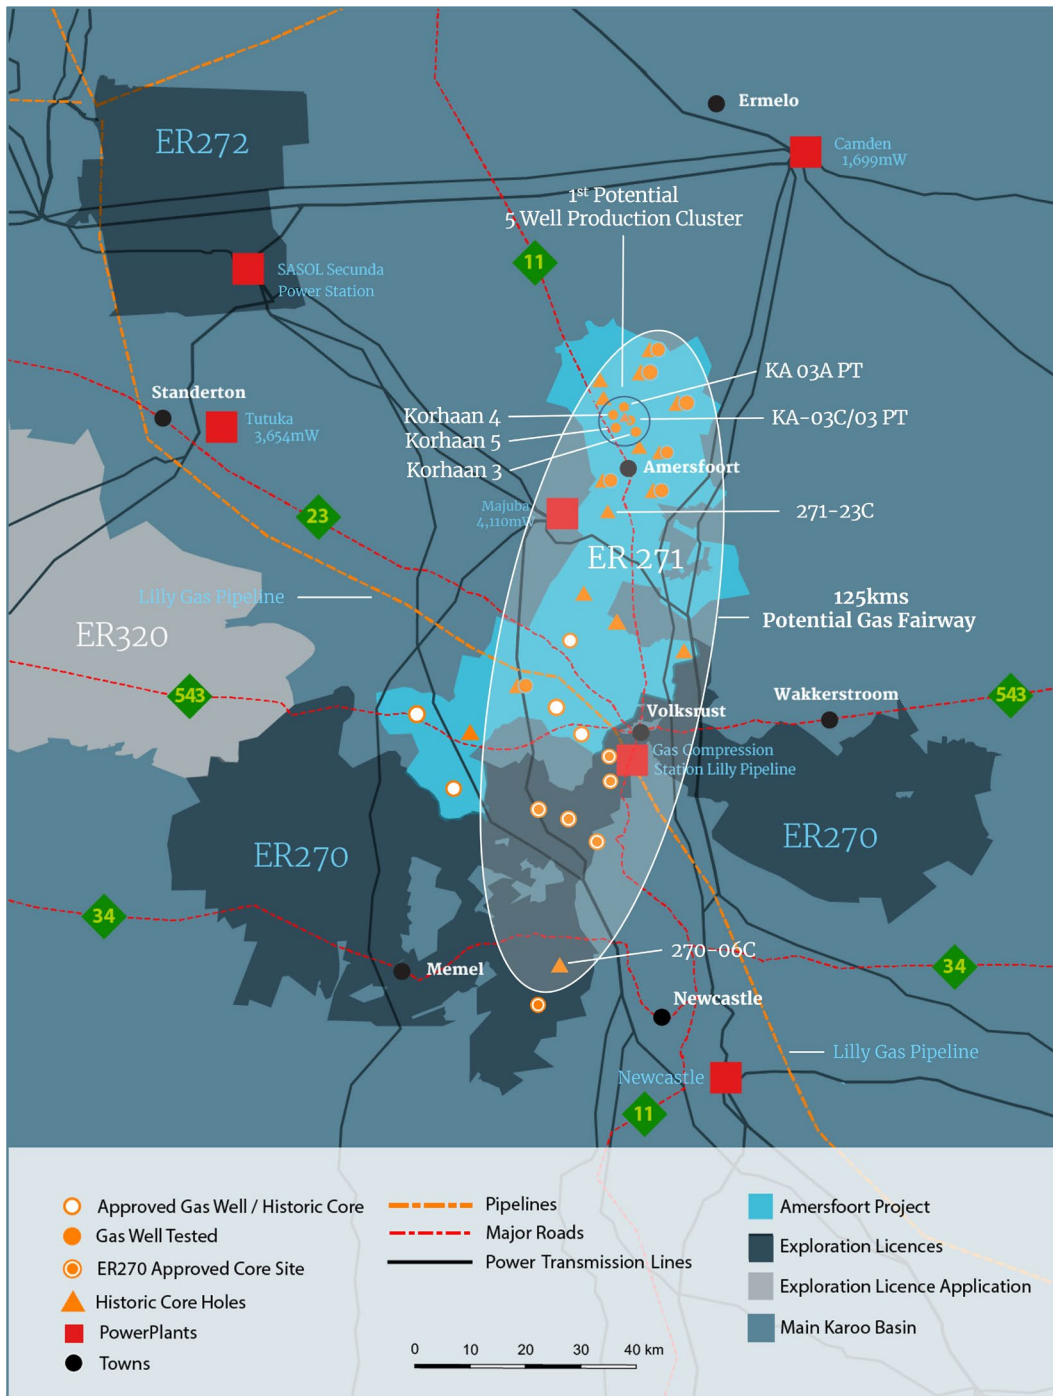 Ermelo
ER272
Camden
1,699mW
1st Potential
5 Well Production Cluster
11
SASOL Secunda
Power Station
KA 03A PT
Standerton
Korhaan 4
KA-03C/03 PT
Tutuka
3,654mW
Korhaan 5
Korhaan 3
Amersfoort
Majuba
4,110mW
271-23C
23
ER 271
Lilly Gas Pipeline
125kms
Potential Gas Fairway
ER320
543
Wakkerstroom
543
Volksrust
Gas Compression
Station Lilly Pipeline
ER270
ER270
34
270-06C
34
Memel
Newcastle
Lilly Gas Pipeline
Newcastle
11
Approved Gas Well / Historic Core
Gas Well Tested
ER270 Approved Core Site
Historic Core Holes
PowerPlants
Towns
Pipelines
Major Roads
Power Transmission Lines
0 10 20 30 40 km
Amersfoort Project
Exploration Licences
Exploration Licence Application
Main Karoo Basin